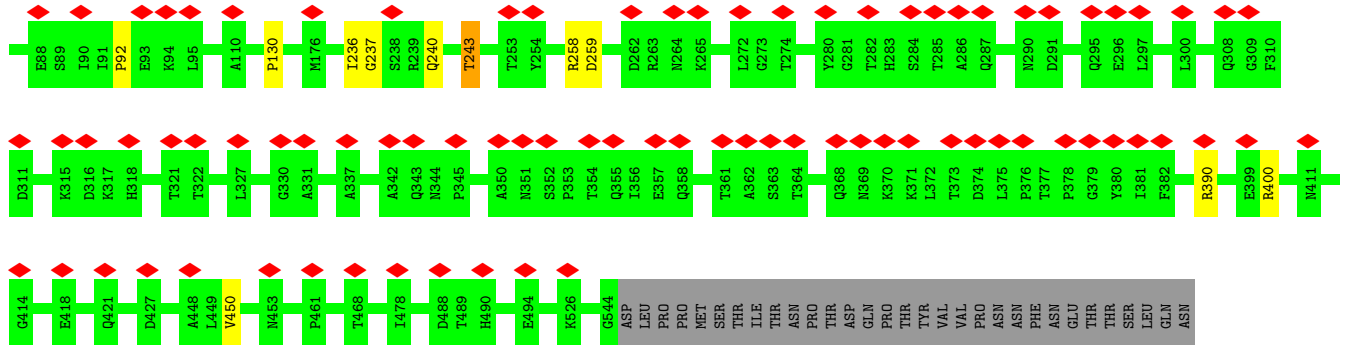 E88 S89 I90 I91 P92 E93 K94 L95 A110 P130 M176 I236 G237 S238 R239 Q240 T243 T253 Y254 R258 D259 D262 R263 N264 K265 L272 G273 T274 Y280 G281 T282 H283 S284 T285 A286 Q287 N290 D291 Q295 E296 L297 L300 Q308 G309 F310
D311 K315 D316 K317 H318 T321 T322 L327 G330 A331 A337 A342 Q343 N344 P345 A350 N351 S352 P353 T354 Q355 I356 E357 Q358 T361 A362 S363 T364 Q368 N369 K370 K371 L372 T373 D374 L375 P376 T377 P378 G379 Y380 I381 F382 R390 E399 R400 N411
G414 E418 Q421 D427 A448 L449 V450 N453 P461 T468 I478 D488 T489 H490 E494 K526 G544 ASP LEU PRO PRO MET SER THR ILE THR ASN PRO THR ASP GLN PRO THR TYR VAL VAL PRO ASN ASN PHE ASN GLU THR THR SER LEU GLN ASN